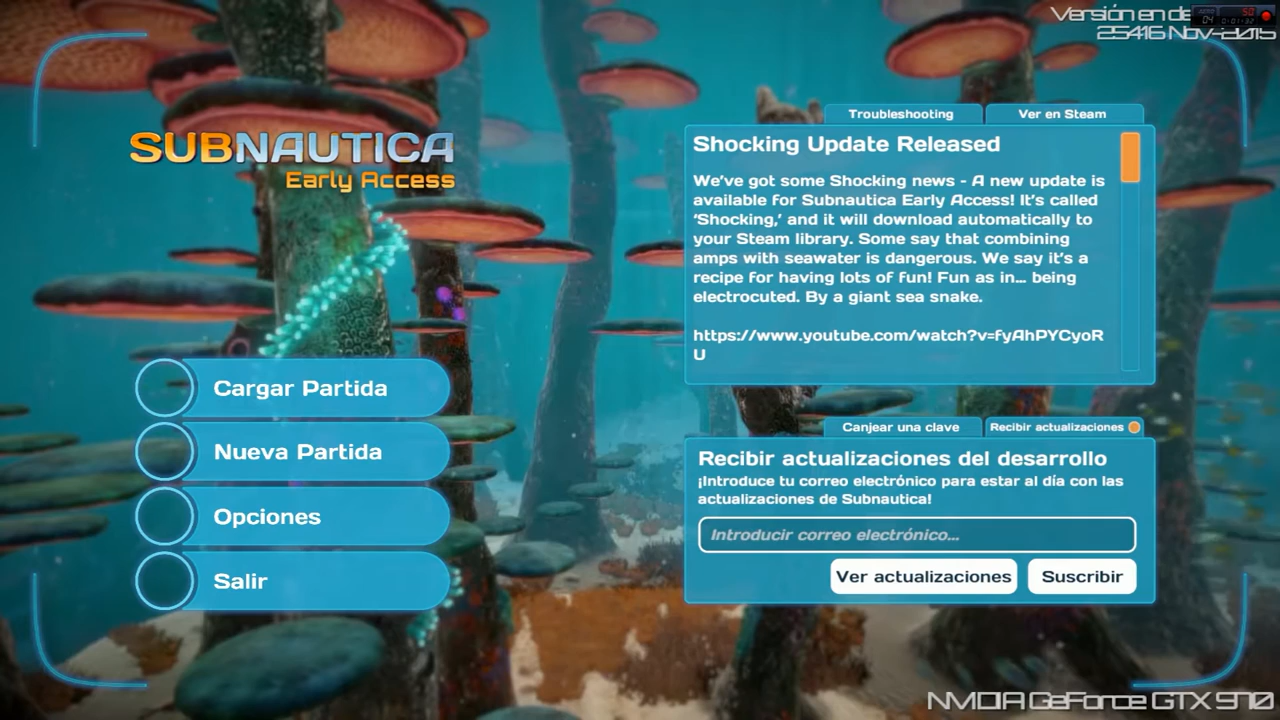 Versión en de
25416 Nov-2015
SUBNAUTICA
Early Access
Troubleshooting
Ver en Steam
Shocking Update Released
We've got some Shocking news - A new update is
available for Subnautica Early Access! It's called
‘Shocking,’ and it will download automatically to
your Steam library. Some say that combining
amps with seawater is dangerous. We say it's a
recipe for having lots of fun! Fun as in... being
electrocuted. By a giant sea snake.
https://www.youtube.com/watch?v=fyAhPYCyoR
U
Cargar Partida
Nueva Partida
Opciones
Salir
Canjear una clave
Recibir actualizaciones
Recibir actualizaciones del desarrollo
¡Introduce tu correo electrónico para estar al día con las
actualizaciones de Subnautica!
Introducir correo electrónico...
Ver actualizaciones
Suscribir
NVIDIA GeForce GTX 970